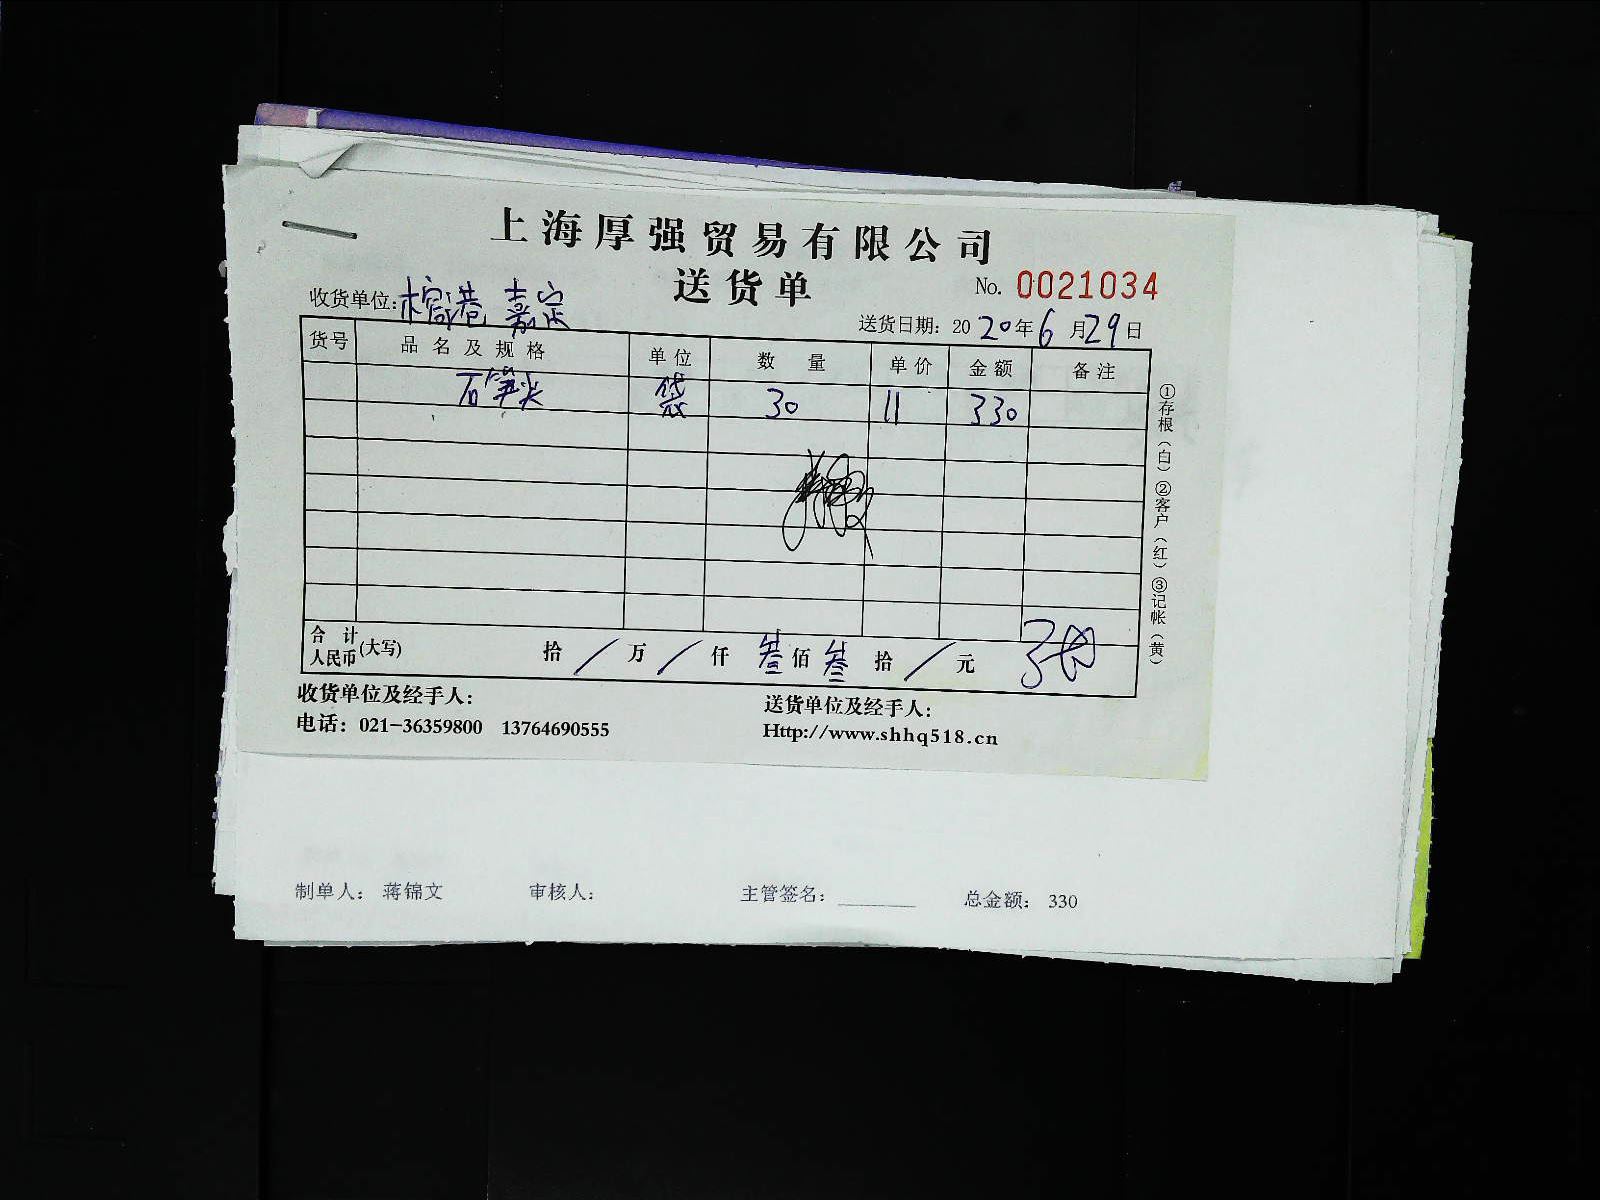 上海厚强贸易有限公司
送货单
No. 0021034
收货单位: 榕巷 嘉定
送货日期: 2020年6月29日
货号 品名及规格 单位 数量 单价 金额 备注
石笋尖 袋 30 11 330
合计人民币(大写) 拾/万/仟叁佰叁拾/元
收货单位及经手人:
送货单位及经手人:
电话: 021-36359800 13764690555
Http://www.shhq518.cn
①存根(白)②客户(红)③记帐(黄)
制单人: 蒋锦文 审核人: 主管签名: ________ 总金额: 330